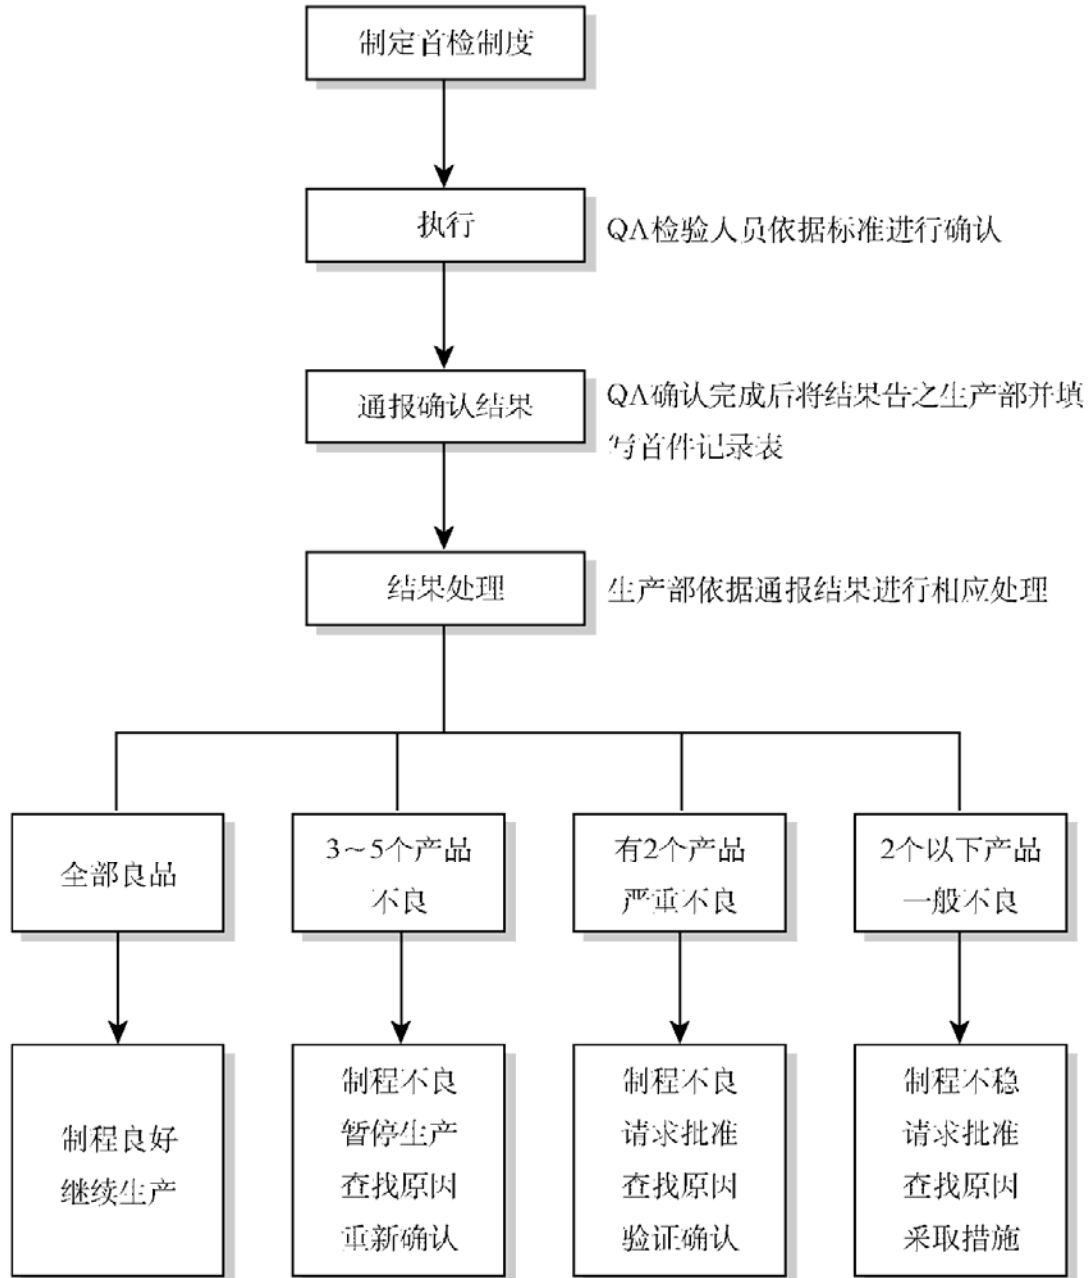 制定首检制度
执行
QA检验人员依据标准进行确认
通报确认结果
QA确认完成后将结果告之生产部并填
写首件记录表
结果处理
生产部依据通报结果进行相应处理
全部良品
3～5个产品
不良
有2个产品
严重不良
2个以下产品
一般不良
制程良好
继续生产
制程不良
暂停生产
查找原因
重新确认
制程不良
请求批准
查找原因
验证确认
制程不稳
请求批准
查找原因
采取措施